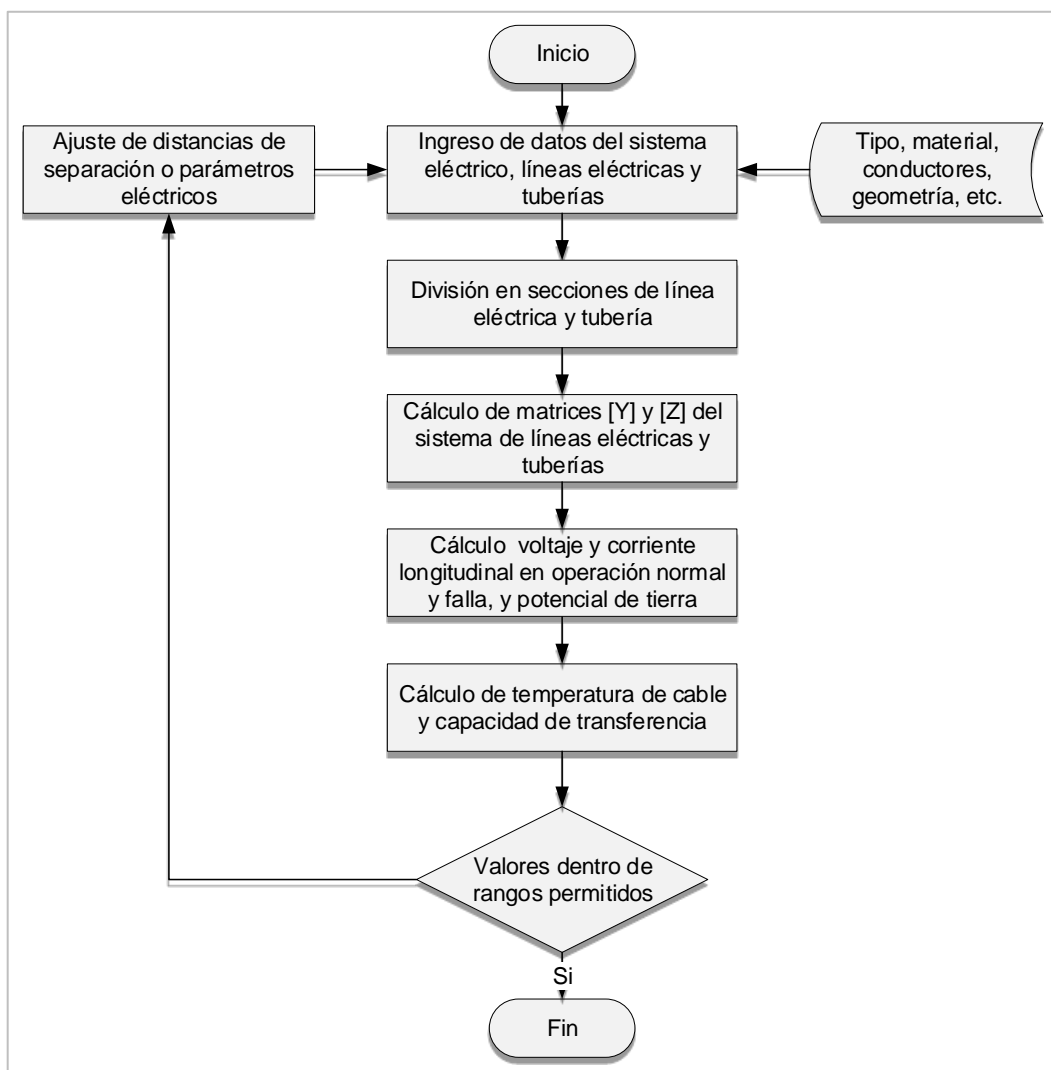 Inicio
Ajuste de distancias de
separación o parámetros
eléctricos
Ingreso de datos del sistema
eléctrico, líneas eléctricas y
tuberías
Tipo, material,
conductores,
geometría, etc.
División en secciones de línea
eléctrica y tubería
Cálculo de matrices [Y] y [Z] del
sistema de líneas eléctricas y
tuberías
Cálculo voltaje y corriente
longitudinal en operación normal
y falla, y potencial de tierra
Cálculo de temperatura de cable
y capacidad de transferencia
Valores dentro de
rangos permitidos
Si
Fin